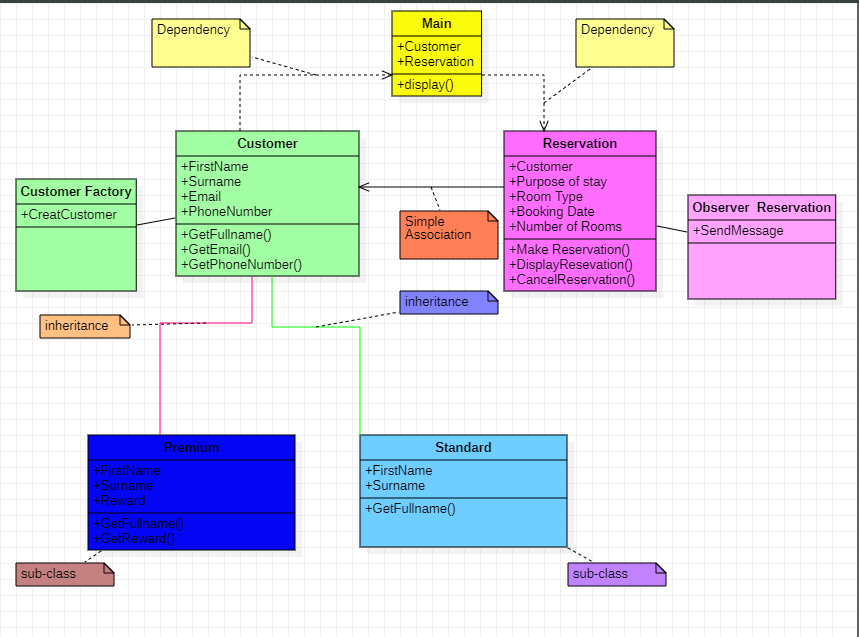 Dependency
Main
+Customer
+Reservation
+display()
Dependency
Customer
+FirstName
+Surname
+Email
+PhoneNumber
+GetFullname()
+GetEmail()
+GetPhoneNumber()
Reservation
+Customer
+Purpose of stay
+Room Type
+Booking Date
+Number of Rooms
+Make Reservation()
+DisplayResevation()
+CancelReservation()
Customer Factory
+CreatCustomer
Observer Reservation
+SendMessage
Simple
Association
inheritance
inheritance
Premium
+FirstName
+Surname
+Reward
+GetFullname()
+GetReward()
Standard
+FirstName
+Surname
+GetFullname()
sub-class
sub-class